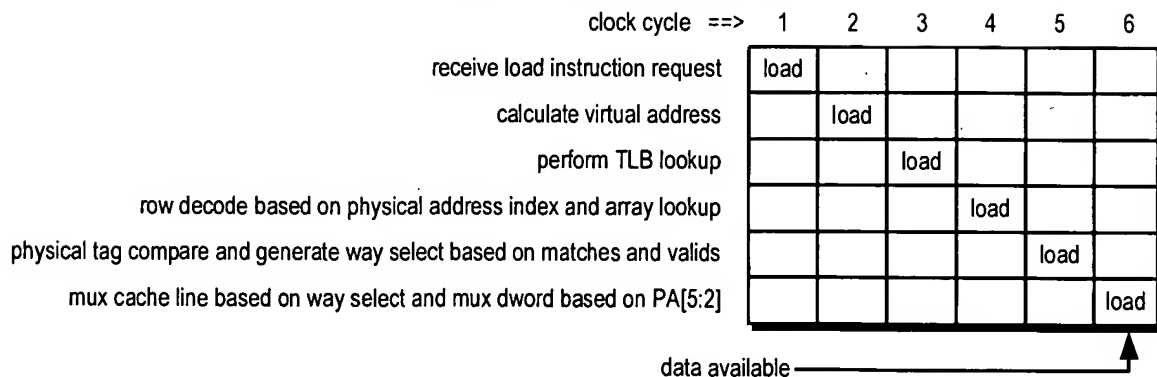 clock cycle ==> 1 2 3 4 5 6
receive load instruction request load
calculate virtual address load
perform TLB lookup load
row decode based on physical address index and array lookup load
physical tag compare and generate way select based on matches and valids load
mux cache line based on way select and mux dword based on PA[5:2] load
data available